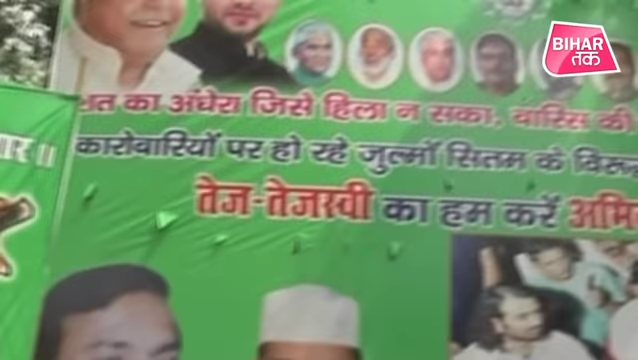 BIHAR
तक
रात का अंधेरा जिसे हिला न सका, बारिस की
कारोवारियों पर हो रहे जुल्मों सितम के विरू
तेज-तेजस्वी का हम करें अभि